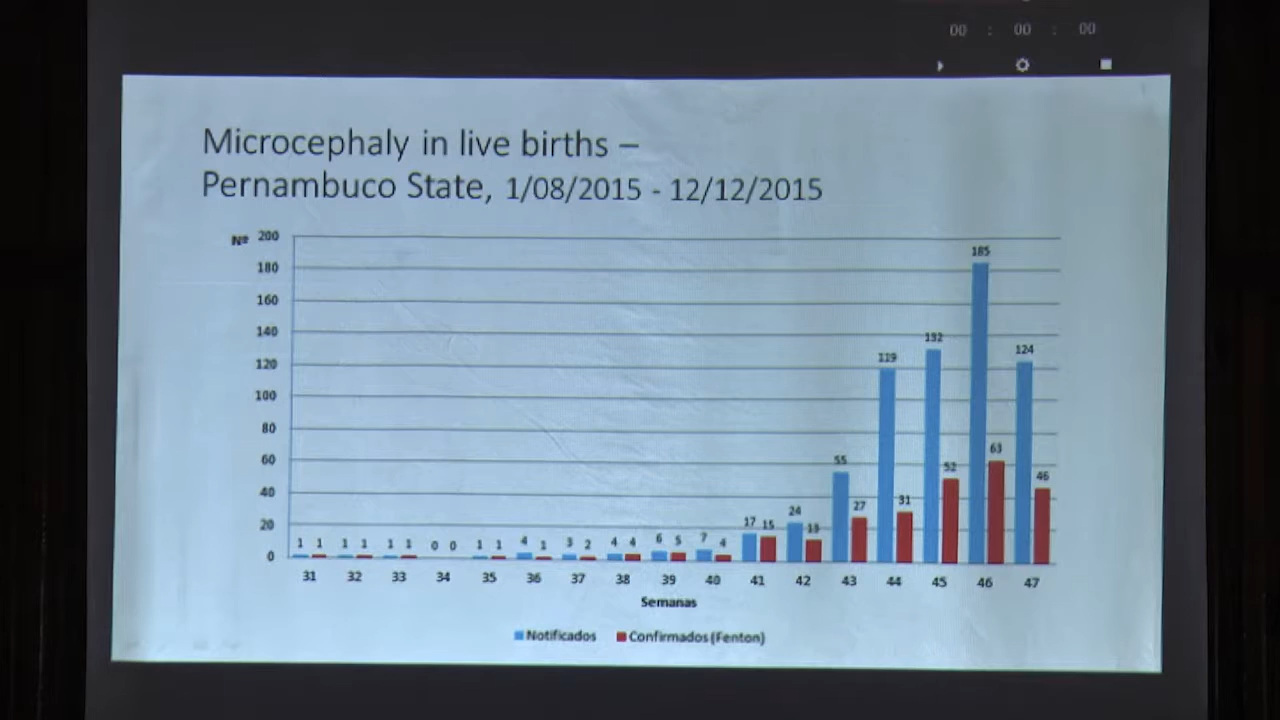 00 : 00 : 00
Microcephaly in live births –
Pernambuco State, 1/08/2015 - 12/12/2015
Nº
200
180
160
140
120
100
80
60
40
20
0
1 1 1 1 1 1 0 0 1 1 4 1 3 2 4 4 6 5 7 4 17 15 24 13 55 27 119 31 132 52 185 63 124 46
31 32 33 34 35 36 37 38 39 40 41 42 43 44 45 46 47
Semanas
Notificados Confirmados (Fenton)